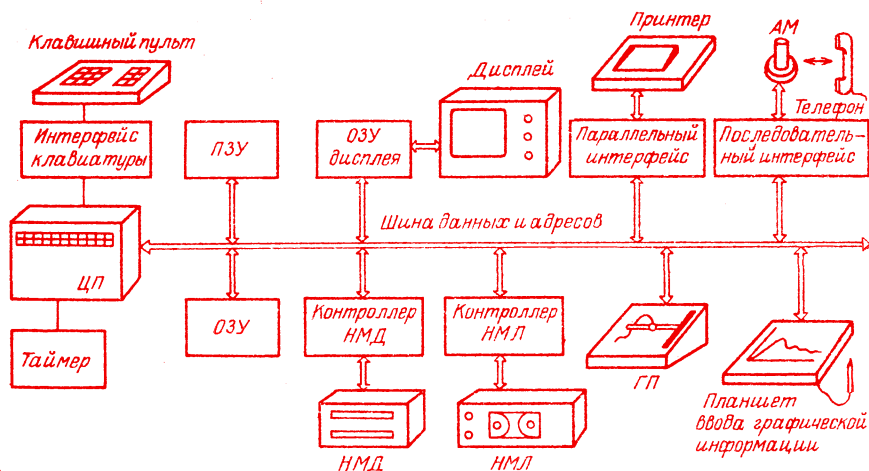 Клавишный пульт
Интерфейс
клавиатуры
ЦП
Таймер
ПЗУ
ОЗУ
ОЗУ
дисплея
Дисплей
Принтер
Параллельный
интерфейс
АМ
Телефон
Последователь-
ный интерфейс
Шина данных и адресов
Контроллер
НМД
НМД
Контроллер
НМЛ
НМЛ
ГП
Планшет
ввода графической
информации